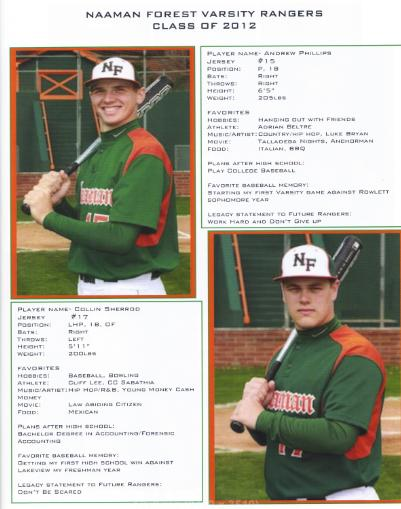 NAAMAN FOREST VARSITY RANGERS
CLASS OF 2012
NF
PLAYER NAME- ANDREW PHILLIPS
JERSEY #15
POSITION: P, 1B
BATS: RIGHT
THROWS: RIGHT
HEIGHT: 6'5"
WEIGHT: 205LBS
FAVORITES
HOBBIES: HANGING OUT WITH FRIENDS
ATHLETE: ADRIAN BELTRE
MUSIC/ARTIST: COUNTRY/HIP HOP, LUKE BRYAN
MOVIE: TALLADEGA NIGHTS, ANCHORMAN
FOOD: ITALIAN, BBQ
PLANS AFTER HIGH SCHOOL:
PLAY COLLEGE BASEBALL
FAVORITE BASEBALL MEMORY:
STARTING MY FIRST VARSITY GAME AGAINST ROWLETT
SOPHOMORE YEAR
LEGACY STATEMENT TO FUTURE RANGERS:
WORK HARD AND DON'T GIVE UP
PLAYER NAME- COLLIN SHERROD
JERSEY #17
POSITION: LHP, 1B, OF
BATS: RIGHT
THROWS: LEFT
HEIGHT: 5'11"
WEIGHT: 200LBS
FAVORITES
HOBBIES: BASEBALL, BOWLING
ATHLETE: CLIFF LEE, CC SABATHIA
MUSIC/ARTIST: HIP HOP/R&B, YOUNG MONEY CASH
MONEY
MOVIE: LAW ABIDING CITIZEN
FOOD: MEXICAN
PLANS AFTER HIGH SCHOOL:
BACHELOR DEGREE IN ACCOUNTING/FORENSIC
ACCOUNTING
FAVORITE BASEBALL MEMORY:
GETTING MY FIRST HIGH SCHOOL WIN AGAINST
LAKEVIEW MY FRESHMAN YEAR
LEGACY STATEMENT TO FUTURE RANGERS:
DON'T BE SCARED
NF